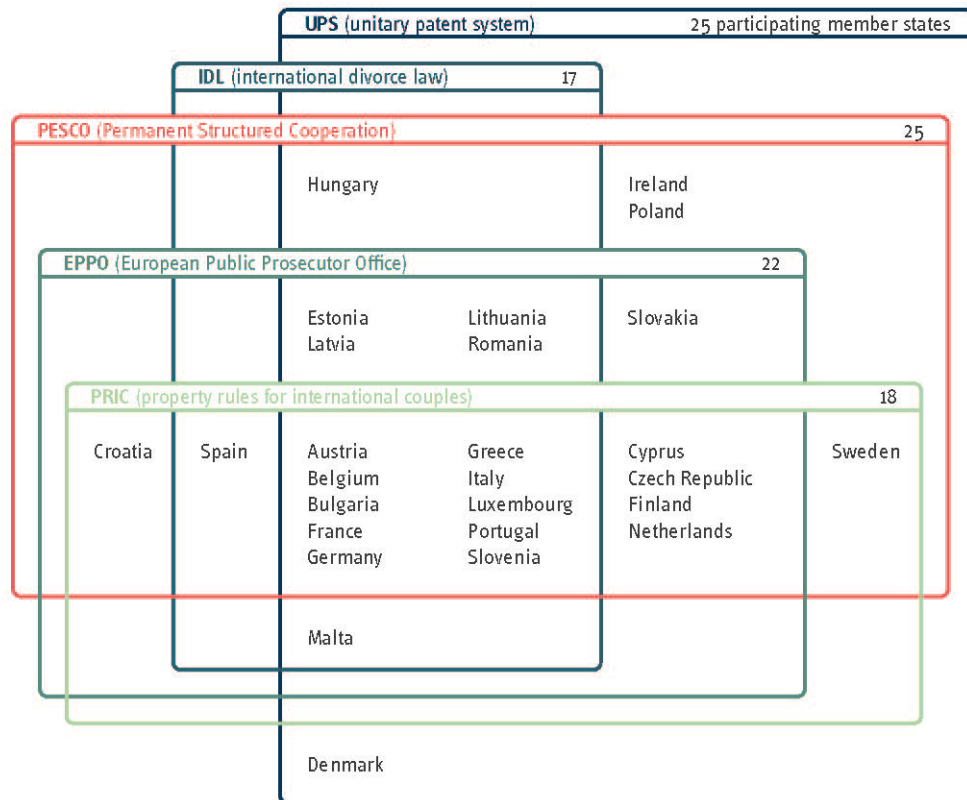 UPS (unitary patent system) 25 participating member states
IDL (international divorce law) 17
PESCO (Permanent Structured Cooperation) 25
Hungary Ireland
Poland
EPPO (European Public Prosecutor Office) 22
Estonia Lithuania Slovakia
Latvia Romania
PRIC (property rules for international couples) 18
Croatia Spain Austria Greece Cyprus Sweden
Belgium Italy Czech Republic
Bulgaria Luxembourg Finland
France Portugal Netherlands
Germany Slovenia
Malta
Denmark